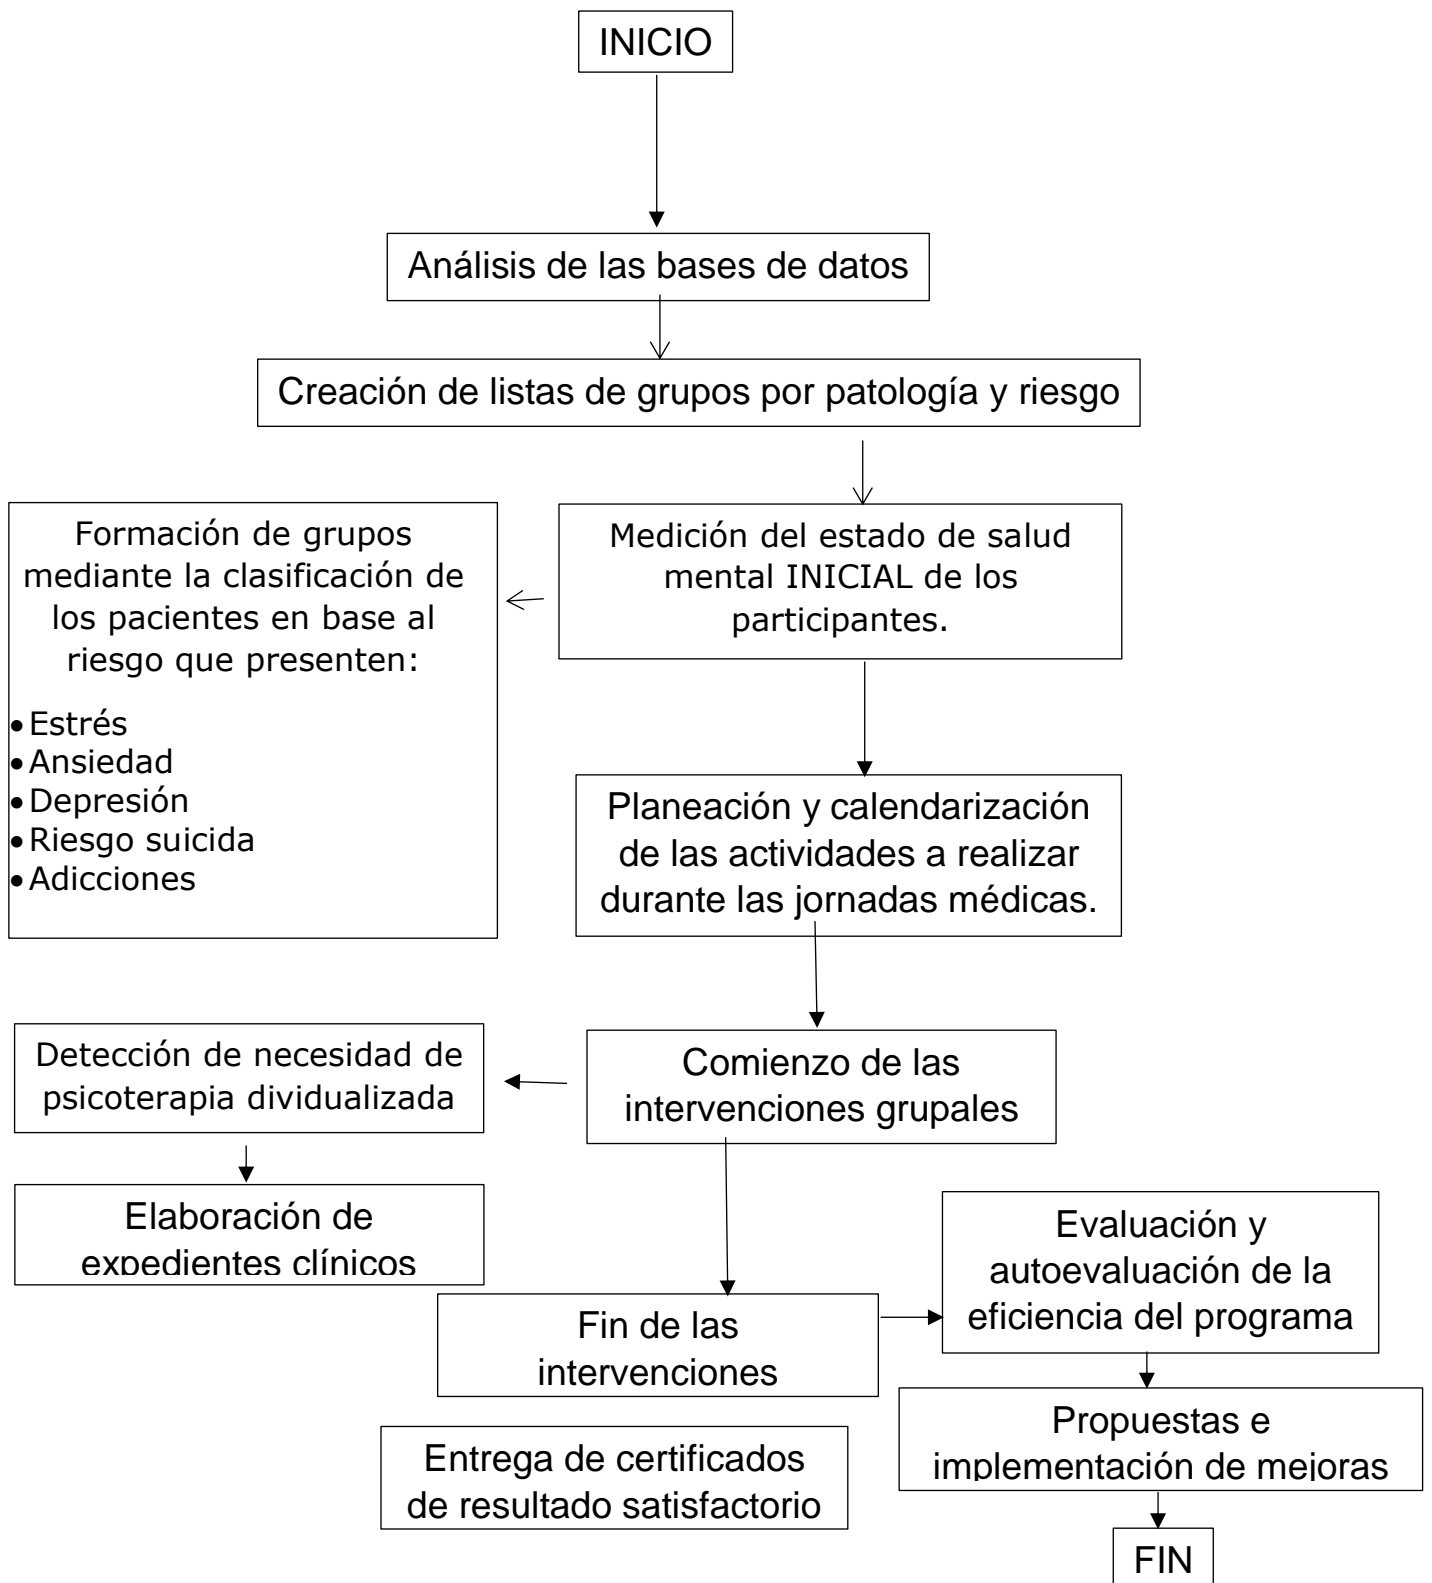 INICIO
Análisis de las bases de datos
Creación de listas de grupos por patología y riesgo
Formación de grupos
mediante la clasificación de
los pacientes en base al
riesgo que presenten:
• Estrés
• Ansiedad
• Depresión
• Riesgo suicida
• Adicciones
Medición del estado de salud
mental INICIAL de los
participantes.
Planeación y calendarización
de las actividades a realizar
durante las jornadas médicas.
Detección de necesidad de
psicoterapia dividualizada
Comienzo de las
intervenciones grupales
Elaboración de
expedientes clínicos
Evaluación y
autoevaluación de la
eficiencia del programa
Fin de las
intervenciones
Propuestas e
implementación de mejoras
Entrega de certificados
de resultado satisfactorio
FIN